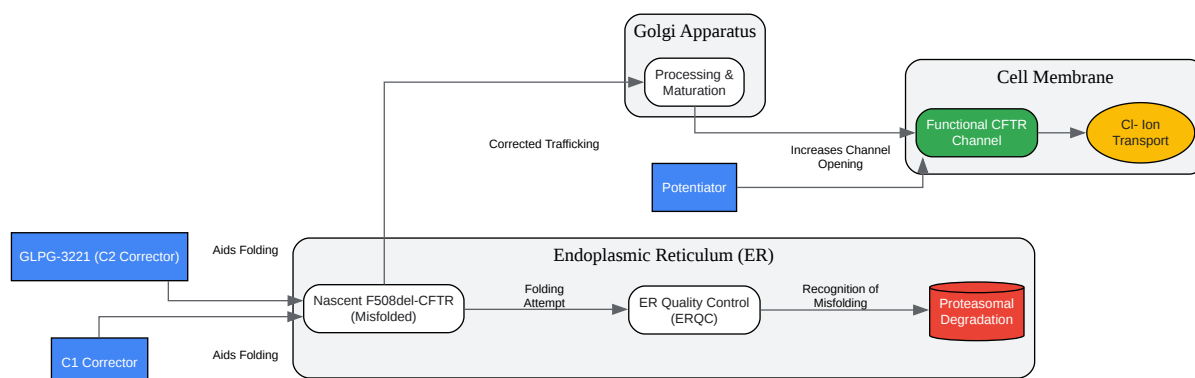 Golgi Apparatus
Processing &
Maturation
Cell Membrane
Functional CFTR
Channel
Cl- Ion
Transport
Corrected Trafficking
Increases Channel
Opening
Potentiator
GLPG-3221 (C2 Corrector)
Aids Folding
Endoplasmic Reticulum (ER)
Nascent F508del-CFTR
(Misfolded)
Folding
Attempt
ER Quality Control
(ERQC)
Recognition of
Misfolding
Proteasomal
Degradation
C1 Corrector
Aids Folding